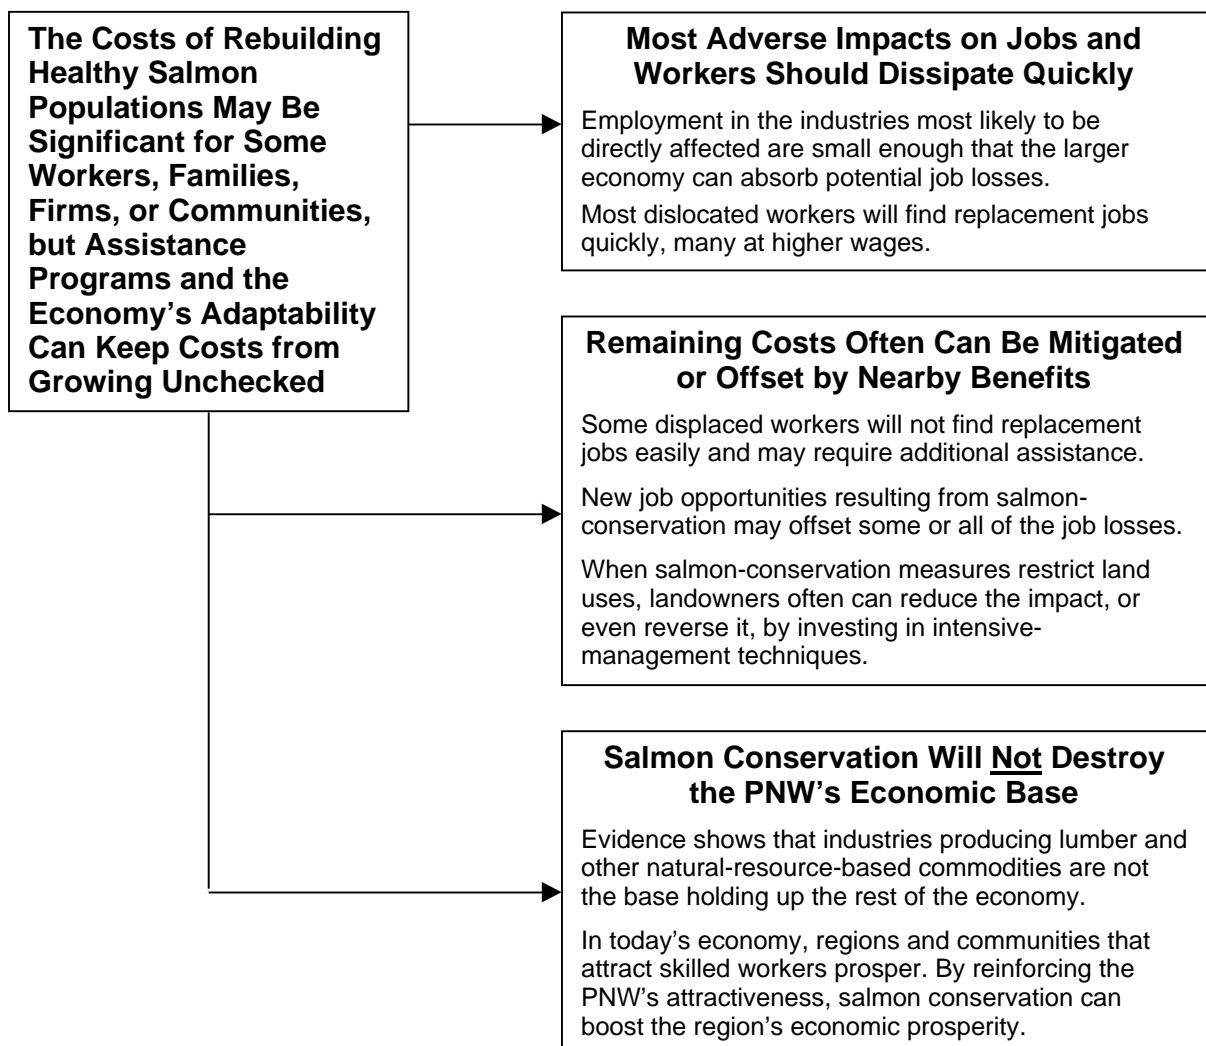 The Costs of Rebuilding
Healthy Salmon
Populations May Be
Significant for Some
Workers, Families,
Firms, or Communities,
but Assistance
Programs and the
Economy’s Adaptability
Can Keep Costs from
Growing Unchecked
Most Adverse Impacts on Jobs and
Workers Should Dissipate Quickly
Employment in the industries most likely to be
directly affected are small enough that the larger
economy can absorb potential job losses.
Most dislocated workers will find replacement jobs
quickly, many at higher wages.
Remaining Costs Often Can Be Mitigated
or Offset by Nearby Benefits
Some displaced workers will not find replacement
jobs easily and may require additional assistance.
New job opportunities resulting from salmon-
conservation may offset some or all of the job losses.
When salmon-conservation measures restrict land
uses, landowners often can reduce the impact, or
even reverse it, by investing in intensive-
management techniques.
Salmon Conservation Will Not Destroy
the PNW’s Economic Base
Evidence shows that industries producing lumber and
other natural-resource-based commodities are not
the base holding up the rest of the economy.
In today’s economy, regions and communities that
attract skilled workers prosper. By reinforcing the
PNW’s attractiveness, salmon conservation can
boost the region’s economic prosperity.